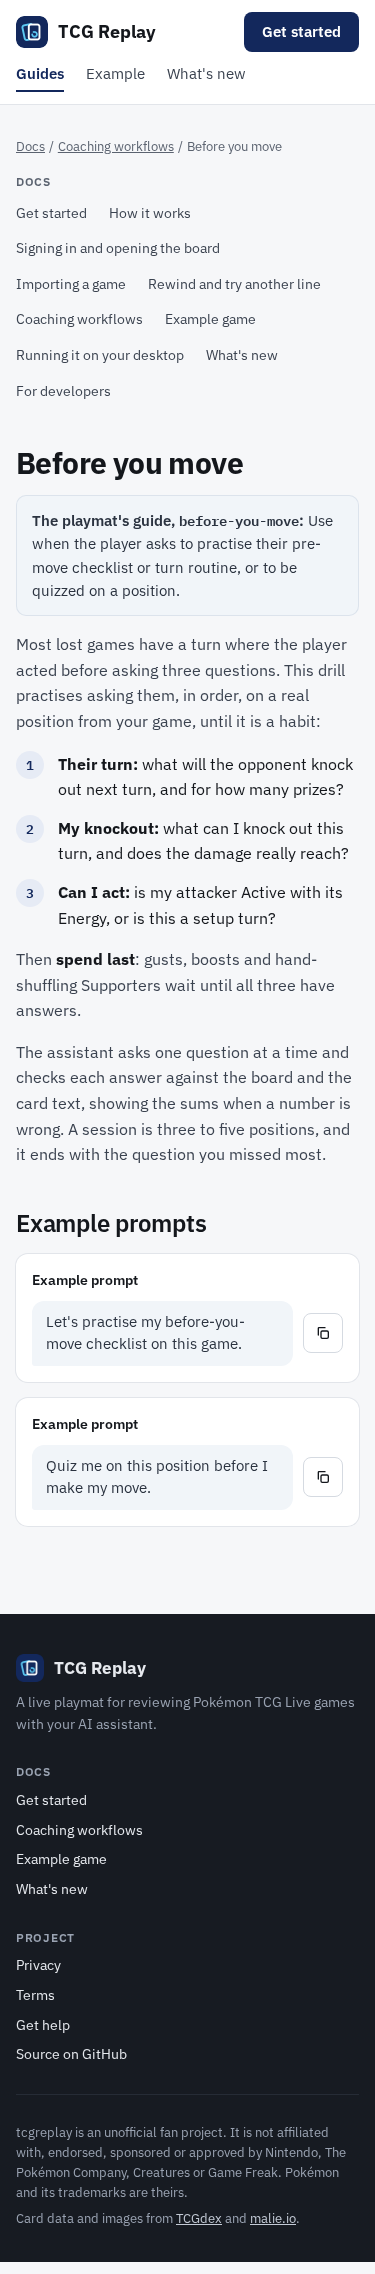 TCG Replay
Get started
Guides Example What's new
Docs / Coaching workflows / Before you move
DOCS
Get started How it works
Signing in and opening the board
Importing a game Rewind and try another line
Coaching workflows Example game
Running it on your desktop What's new
For developers
Before you move
The playmat's guide, before-you-move: Use
when the player asks to practise their pre-
move checklist or turn routine, or to be
quizzed on a position.
Most lost games have a turn where the player
acted before asking three questions. This drill
practises asking them, in order, on a real
position from your game, until it is a habit:
1 Their turn: what will the opponent knock
out next turn, and for how many prizes?
2 My knockout: what can I knock out this
turn, and does the damage really reach?
3 Can I act: is my attacker Active with its
Energy, or is this a setup turn?
Then spend last: gusts, boosts and hand-
shuffling Supporters wait until all three have
answers.
The assistant asks one question at a time and
checks each answer against the board and the
card text, showing the sums when a number is
wrong. A session is three to five positions, and
it ends with the question you missed most.
Example prompts
Example prompt
Let's practise my before-you-
move checklist on this game.
Example prompt
Quiz me on this position before I
make my move.
TCG Replay
A live playmat for reviewing Pokémon TCG Live games
with your AI assistant.
DOCS
Get started
Coaching workflows
Example game
What's new
PROJECT
Privacy
Terms
Get help
Source on GitHub
tcgreplay is an unofficial fan project. It is not affiliated
with, endorsed, sponsored or approved by Nintendo, The
Pokémon Company, Creatures or Game Freak. Pokémon
and its trademarks are theirs.
Card data and images from TCGdex and malie.io.